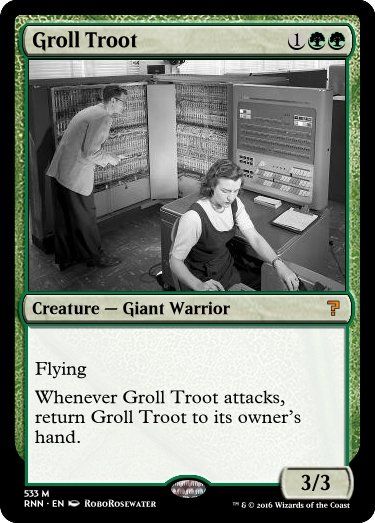 Groll Troot 1
Creature — Giant Warrior
Flying
Whenever Groll Troot attacks,
return Groll Troot to its owner's
hand.
3/3
533 M
RNN • EN RoboRosewater
™ & © 2016 Wizards of the Coast